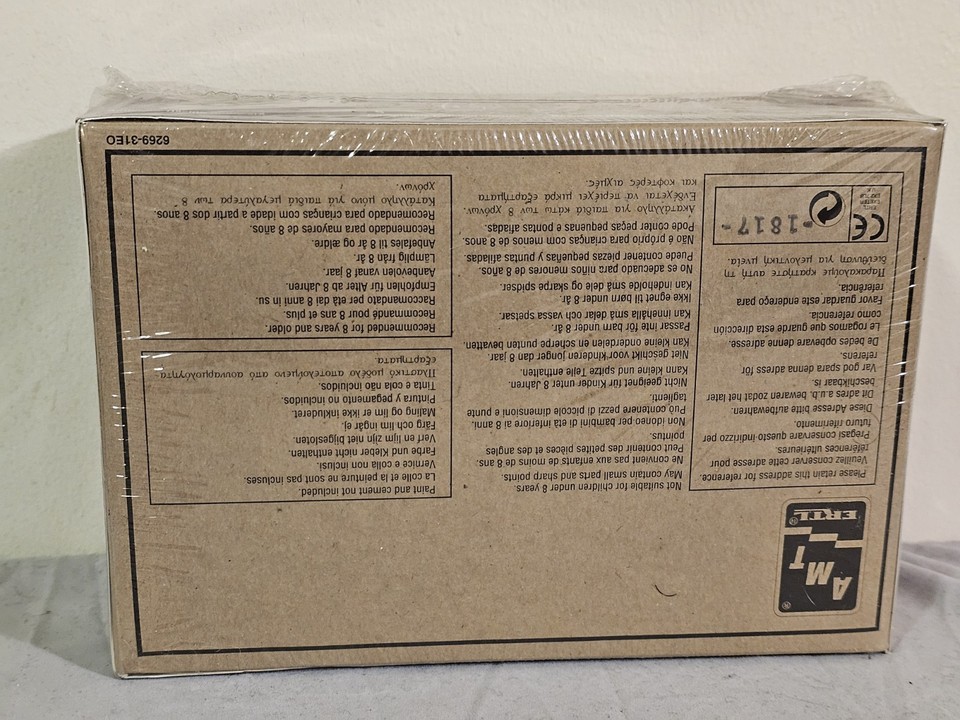 AMT
®
ERTL®
Please retain this address for reference.
Veuillez conserver cette adresse pour
références ultérieures.
Pregasi conservare questo indirizzo per
futuro riferimento.
Diese Adresse bitte aufbewahren.
Dit adres a.u.b. bewaren zodat het later
beschikbaar is.
Var god spara denna adress för
referens.
De bedes opbevare denne adresse.
Le rogamos que guarde esta dirección
como referencia.
Favor guardar este endereço para
referência.
Παρακαλούμε κρατήστε αυτή τη
διεύθυνση για μελλοντική μνεία.
CE
-1817-
Not suitable for children under 8 years.
May contain small parts and sharp points.
Ne convient pas aux enfants de moins de 8 ans.
Peut contenir des petites pièces et des angles
pointus.
Non idoneo per bambini di età inferiore ai 8 anni.
Può contenere pezzi di piccole dimensioni e punte
taglienti.
Nicht geeignet für Kinder unter 8 Jahren.
Kann kleine und spitze Teile enthalten.
Niet geschikt voor kinderen jonger dan 8 jaar.
Kan kleine onderdelen en scherpe punten bevatten.
Passar inte för barn under 8 år.
Kan innehålla små delar och vassa spetsar.
Ikke egnet til børn under 8 år.
Kan indeholde små dele og skarpe spidser.
No es adecuado para niños menores de 8 años.
Puede contener piezas pequeñas y puntas afiladas.
Não é próprio para crianças com menos de 8 anos.
Pode conter peças pequenas e pontas afiadas.
Ακατάλληλο για παιδιά κάτω των 8 χρόνων.
Ενδέχεται να περιέχει μικρά εξαρτήματα
και κοφτερές αιχμές.
Paint and cement not included.
La colle et la peinture ne sont pas incluses.
Vernice e colla non inclusi.
Farbe und Kleber nicht enthalten.
Verf en lijm zijn niet bijgesloten.
Färg och lim ingår ej.
Maling og lim er ikke inkluderet.
Pintura y pegamento no incluidos.
Tinta e cola não incluidos.
Πλαστικό μοδέλο αποτελούμενο από συναρμολογητά
εξαρτήματα.
Recommended for 8 years and older.
Recommandé pour 8 ans et plus.
Raccomandato per età dai 8 anni in su.
Empfohlen für Alter ab 8 Jahren.
Aanbevolen vanaf 8 jaar.
Lämplig från 8 år.
Anbefales til 8 år og ældre.
Recomendado para mayores de 8 años.
Recomendado para crianças com idade a partir dos 8 anos.
Κατάλληλο μόνο γιά παιδιά μεγαλύτερα των 8
χρόνων.
6269-31EO